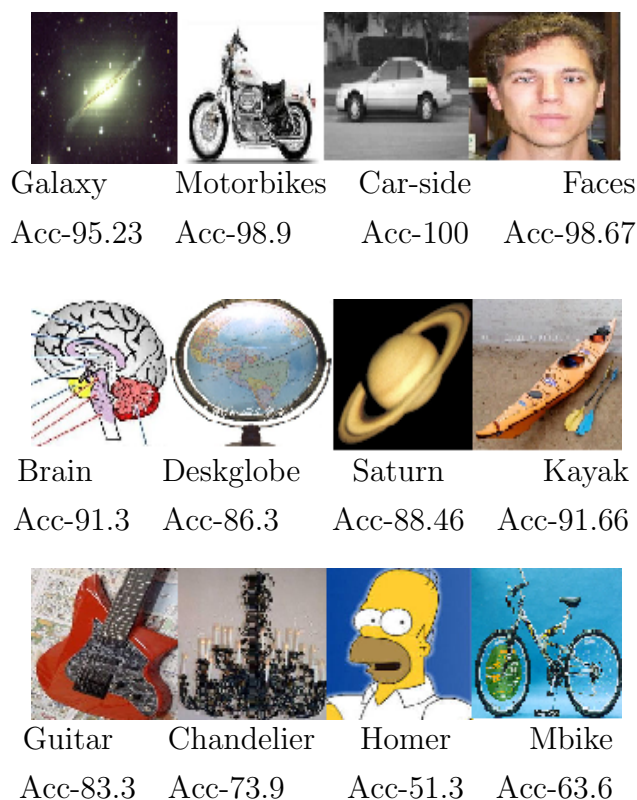 Galaxy Motorbikes Car-side Faces
Acc-95.23 Acc-98.9 Acc-100 Acc-98.67
Brain Deskglobe Saturn Kayak
Acc-91.3 Acc-86.3 Acc-88.46 Acc-91.66
Guitar Chandelier Homer Mbike
Acc-83.3 Acc-73.9 Acc-51.3 Acc-63.6